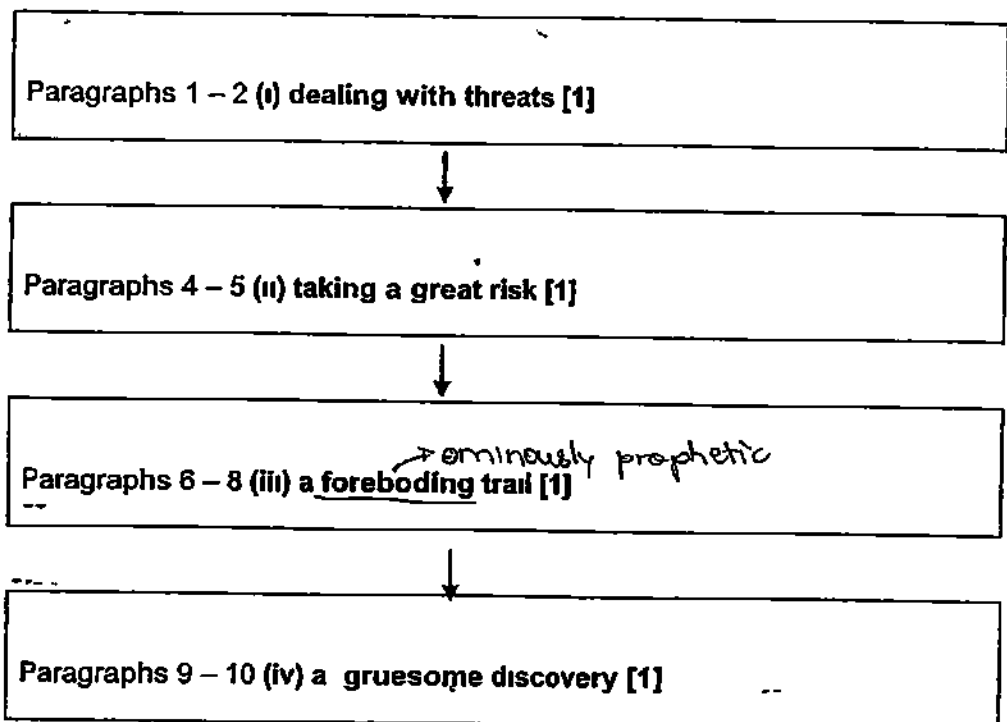 Paragraphs 1 – 2 (i) dealing with threats [1]
Paragraphs 4 – 5 (ii) taking a great risk [1]
ominously prophetic
Paragraphs 6 – 8 (iii) a foreboding trail [1]
Paragraphs 9 – 10 (iv) a gruesome discovery [1]